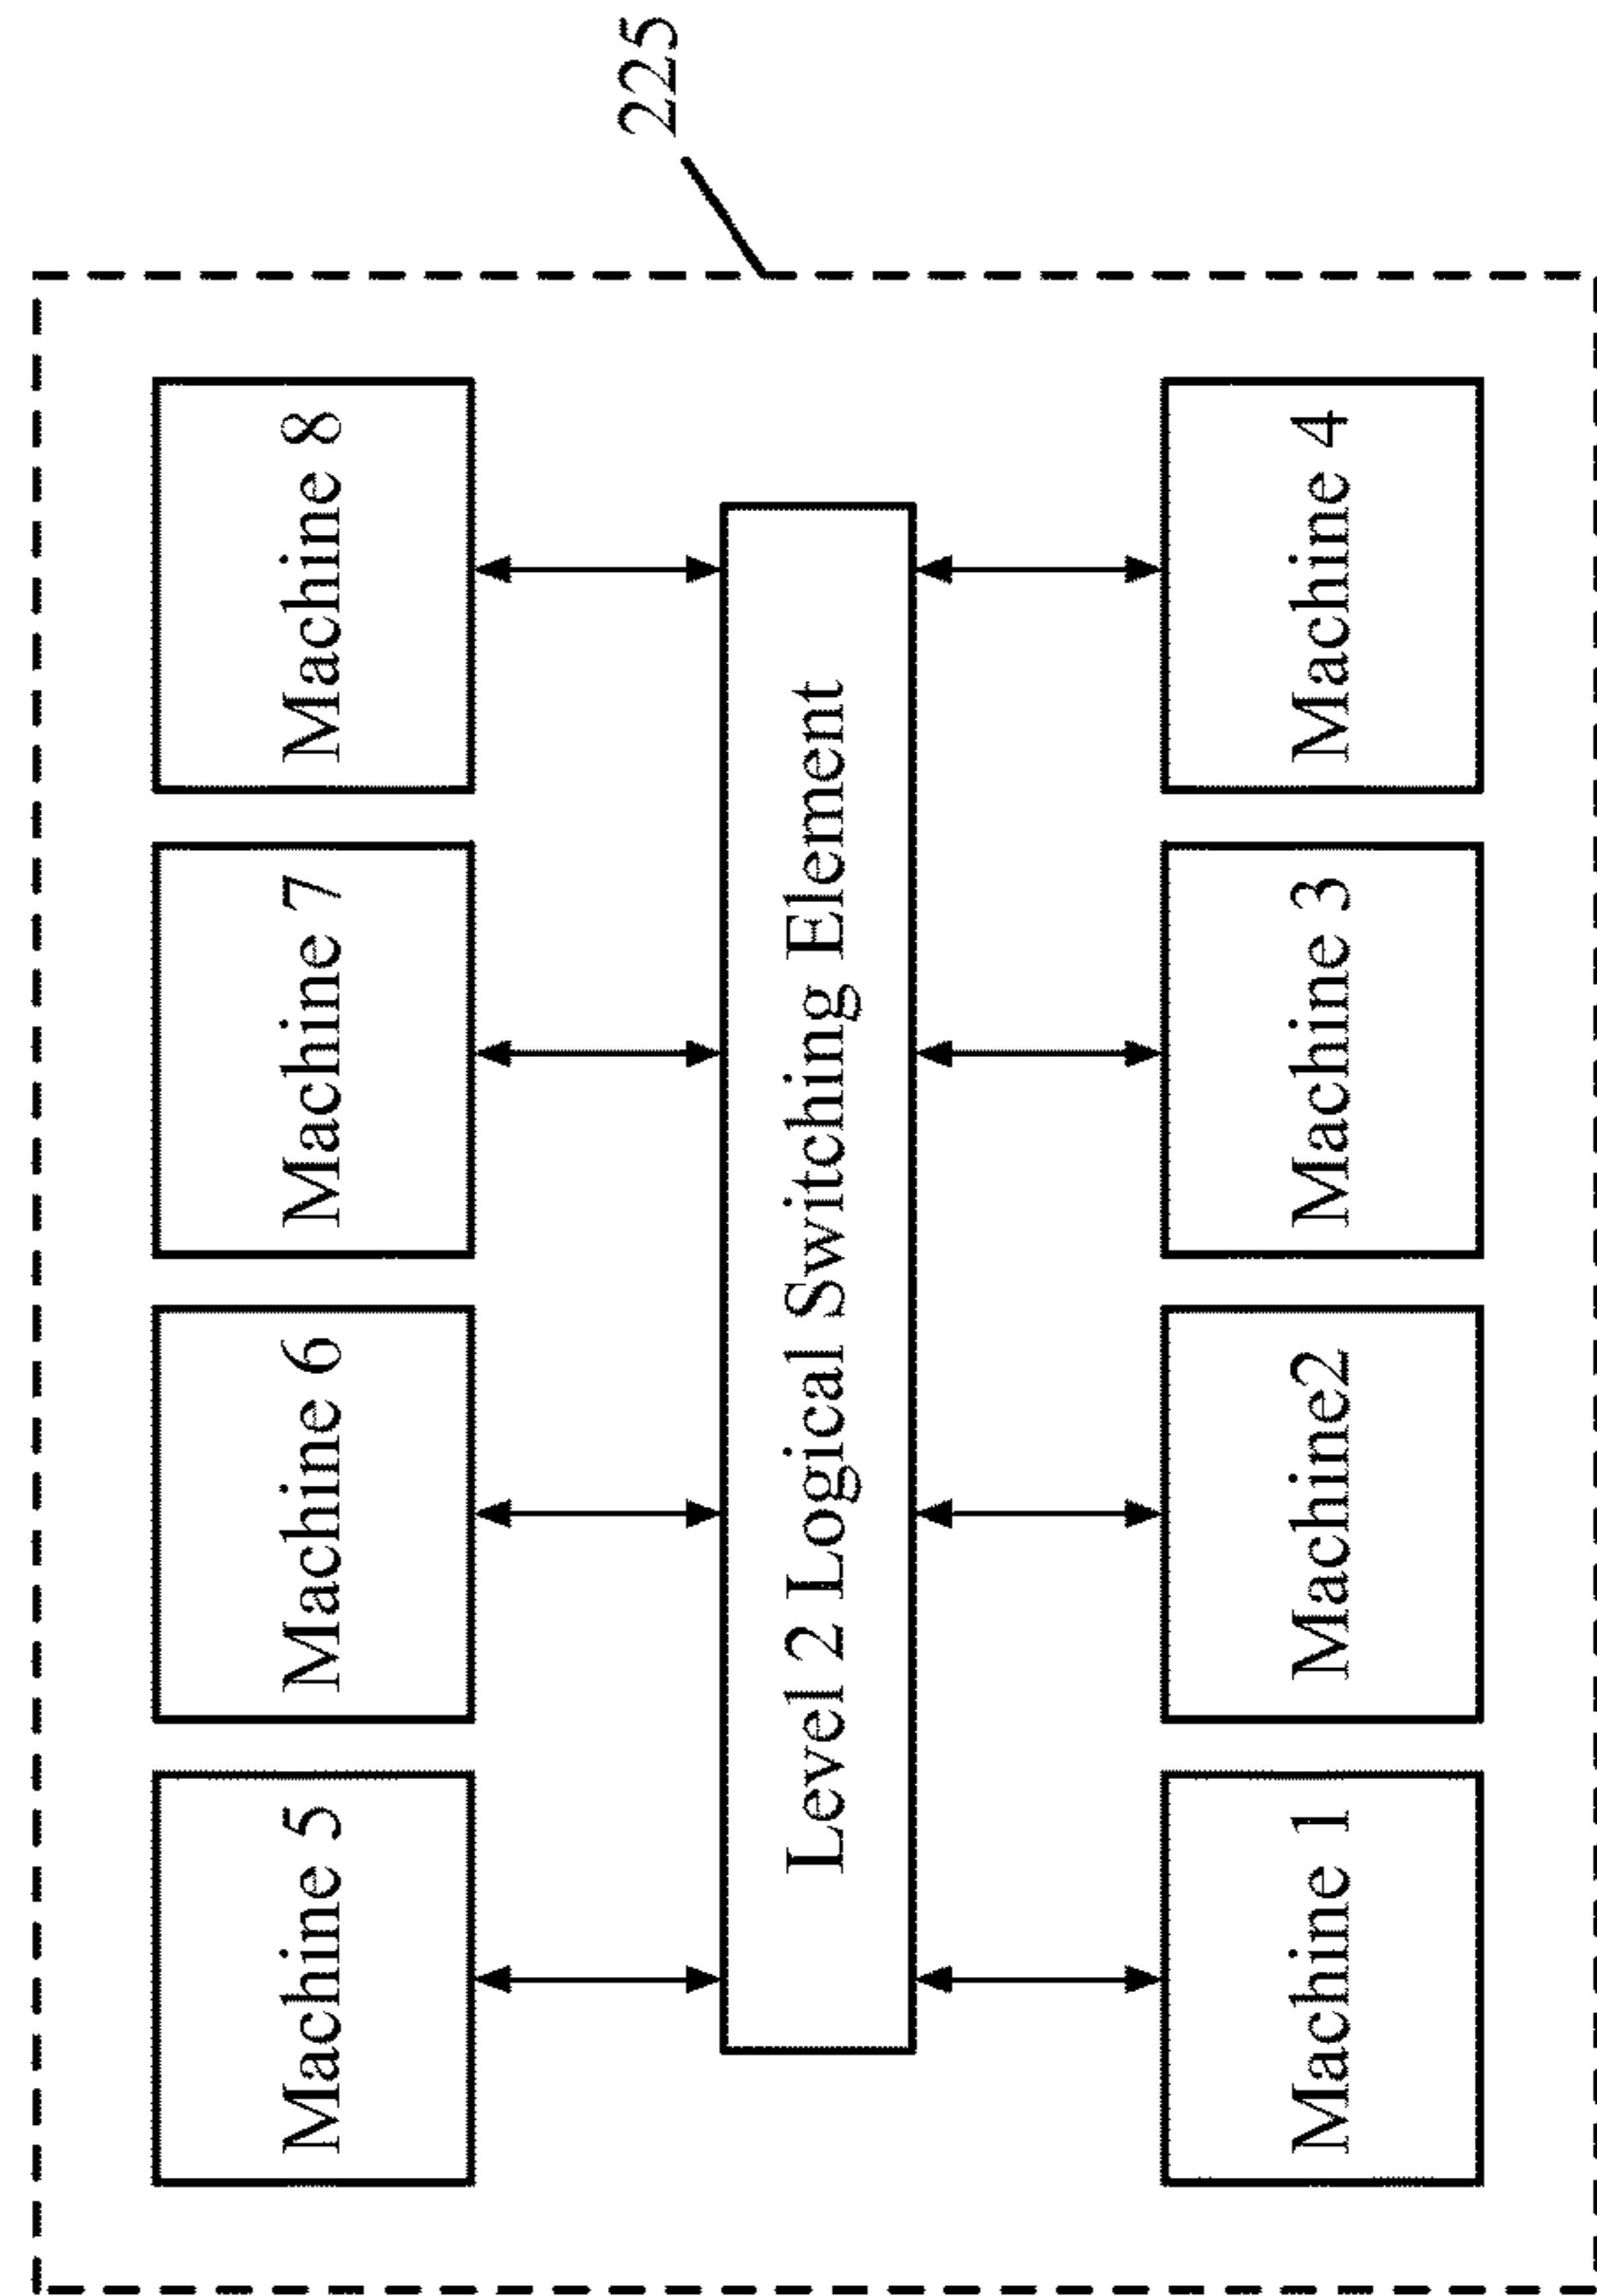 225
Machine 5
Machine 6
Machine 7
Machine 8
Level 2 Logical Switching Element
Machine 1
Machine2
Machine 3
Machine 4